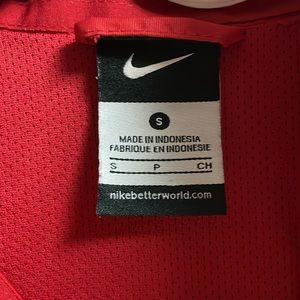 S
MADE IN INDONESIA
FABRIQUE EN INDONESIE
S P CH
nikebetterworld.com